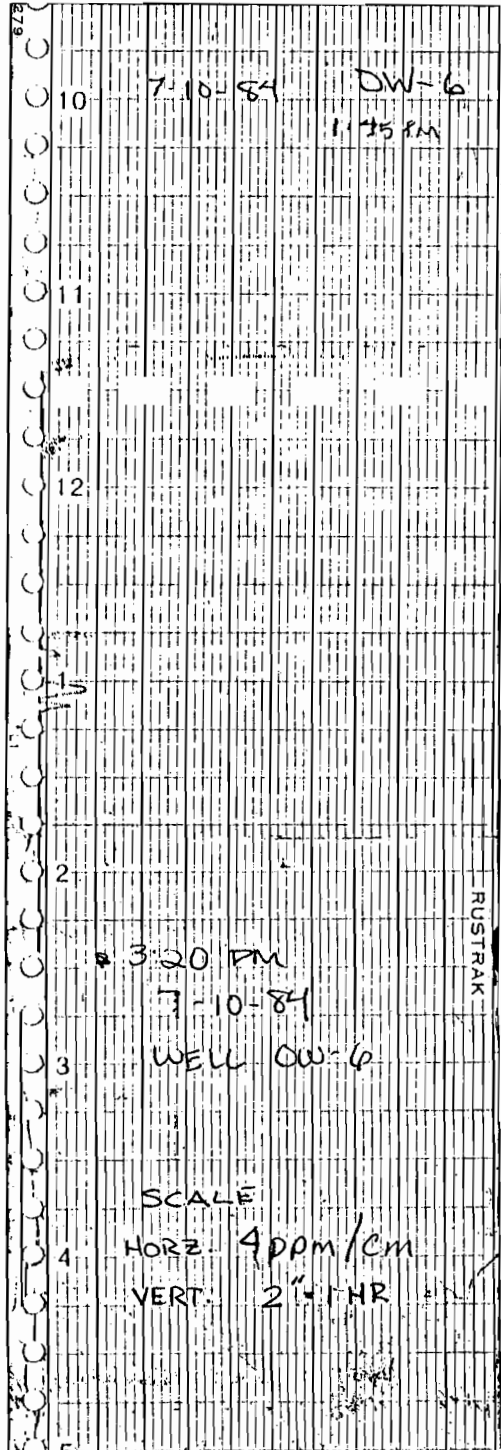 279
7-10-84 OW-6
10
1:45 PM
11
12
1
2
RUSTRAK
3:20 PM
7-10-84
WELL OW-6
3
SCALE
HORZ. 4ppm/cm
4
VERT. 2"=1 HR